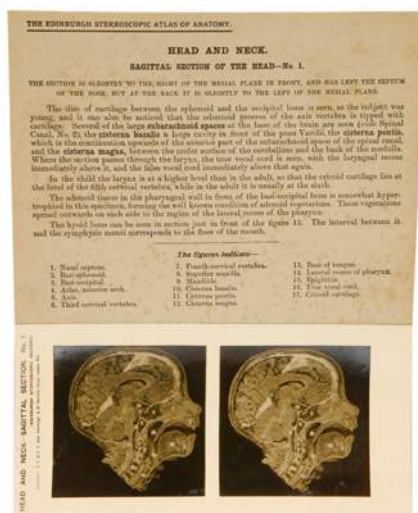 THE EDINBURGH STEREOSCOPIC ATLAS OF ANATOMY.
HEAD AND NECK.
SAGITTAL SECTION OF THE HEAD—No. 1.
THE SECTION IS SLIGHTLY TO THE RIGHT OF THE MESIAL PLANE IN FRONT, AND HAS LEFT THE SEPTUM
OF THE NOSE, BUT AT THE BACK IT IS SLIGHTLY TO THE LEFT OF THE MESIAL PLANE.
The disc of cartilage between the sphenoid and the occipital bone is seen, as the subject was
young, and it can also be noticed that the odontoid process of the axis vertebra is tipped with
cartilage. Several of the large subarachnoid spaces at the base of the brain are seen (vide Spinal
Canal, No. 2), the cisterna basalis a large cavity in front of the pons Varolii, the cisterna pontis,
which is the continuation upwards of the anterior part of the subarachnoid space of the spinal canal,
and the cisterna magna, between the under surface of the cerebellum and the back of the medulla.
Where the section passes through the larynx, the true vocal cord is seen, with the laryngeal recess
immediately above it, and the false vocal cord immediately above that again.
In the child the larynx is at a higher level than in the adult, so that the cricoid cartilage lies at
the level of the fifth cervical vertebra, while in the adult it is usually at the sixth.
The adenoid tissue in the pharyngeal wall in front of the basi-occipital bone is somewhat hyper-
trophied in this specimen, forming the well known condition of adenoid vegetations. These vegetations
spread outwards on each side to the region of the lateral recess of the pharynx.
The hyoid bone can be seen in section just in front of the figure 15. The interval between it
and the symphysis menti corresponds to the floor of the mouth.
The figures indicate—
1. Nasal septum.
2. Basi-sphenoid.
3. Basi-occipital.
4. Atlas, anterior arch.
5. Axis.
6. Third cervical vertebra.
7. Fourth cervical vertebra.
8. Superior maxilla.
9. Mandible.
10. Cisterna basalis.
11. Cisterna pontis.
12. Cisterna magna.
13. Base of tongue.
14. Lateral recess of pharynx.
15. Epiglottis.
16. True vocal cord.
17. Cricoid cartilage.
HEAD AND NECK—SAGITTAL SECTION. No. 1.